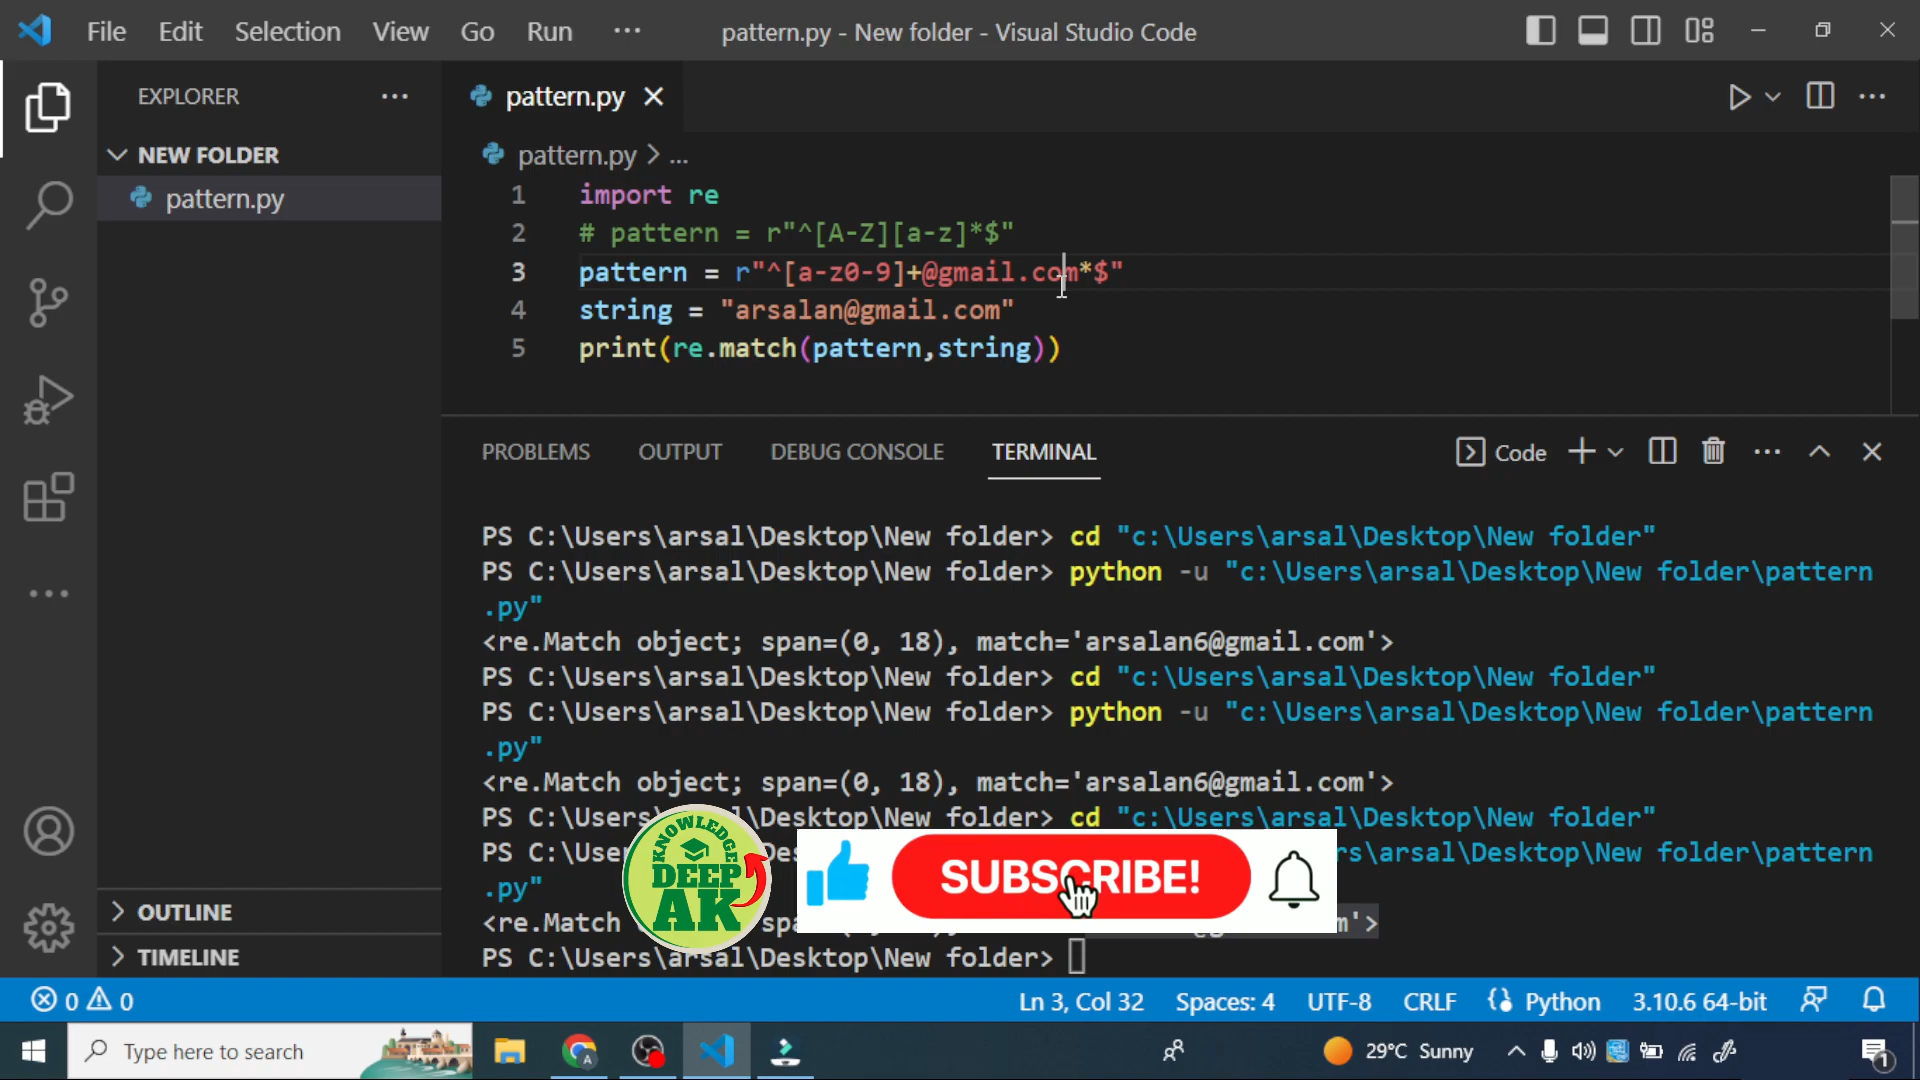 File Edit Selection View Go Run ··· pattern.py - New folder - Visual Studio Code
EXPLORER ···
pattern.py
NEW FOLDER
pattern.py > ...
pattern.py
1 import re
2 # pattern = r"^[A-Z][a-z]*$"
3 pattern = r"^[a-z0-9]+@gmail.com*$"
4 string = "arsalan@gmail.com"
5 print(re.match(pattern,string))
PROBLEMS OUTPUT DEBUG CONSOLE TERMINAL Code
PS C:\Users\arsal\Desktop\New folder> cd "c:\Users\arsal\Desktop\New folder"
PS C:\Users\arsal\Desktop\New folder> python -u "c:\Users\arsal\Desktop\New folder\pattern
.py"
<re.Match object; span=(0, 18), match='arsalan6@gmail.com'>
PS C:\Users\arsal\Desktop\New folder> cd "c:\Users\arsal\Desktop\New folder"
PS C:\Users\arsal\Desktop\New folder> python -u "c:\Users\arsal\Desktop\New folder\pattern
.py"
<re.Match object; span=(0, 18), match='arsalan6@gmail.com'>
PS C:\Users\arsal\Desktop\New folder> cd "c:\Users\arsal\Desktop\New folder"
PS C:\Use rs\arsal\Desktop\New folder\pattern
.py"
<re.Match m'>
PS C:\Users\arsal\Desktop\New folder>
KNOWLEDGE
DEEP
AK
SUBSCRIBE!
OUTLINE
TIMELINE
0 0 Ln 3, Col 32 Spaces: 4 UTF-8 CRLF Python 3.10.6 64-bit
Type here to search 29°C Sunny 1